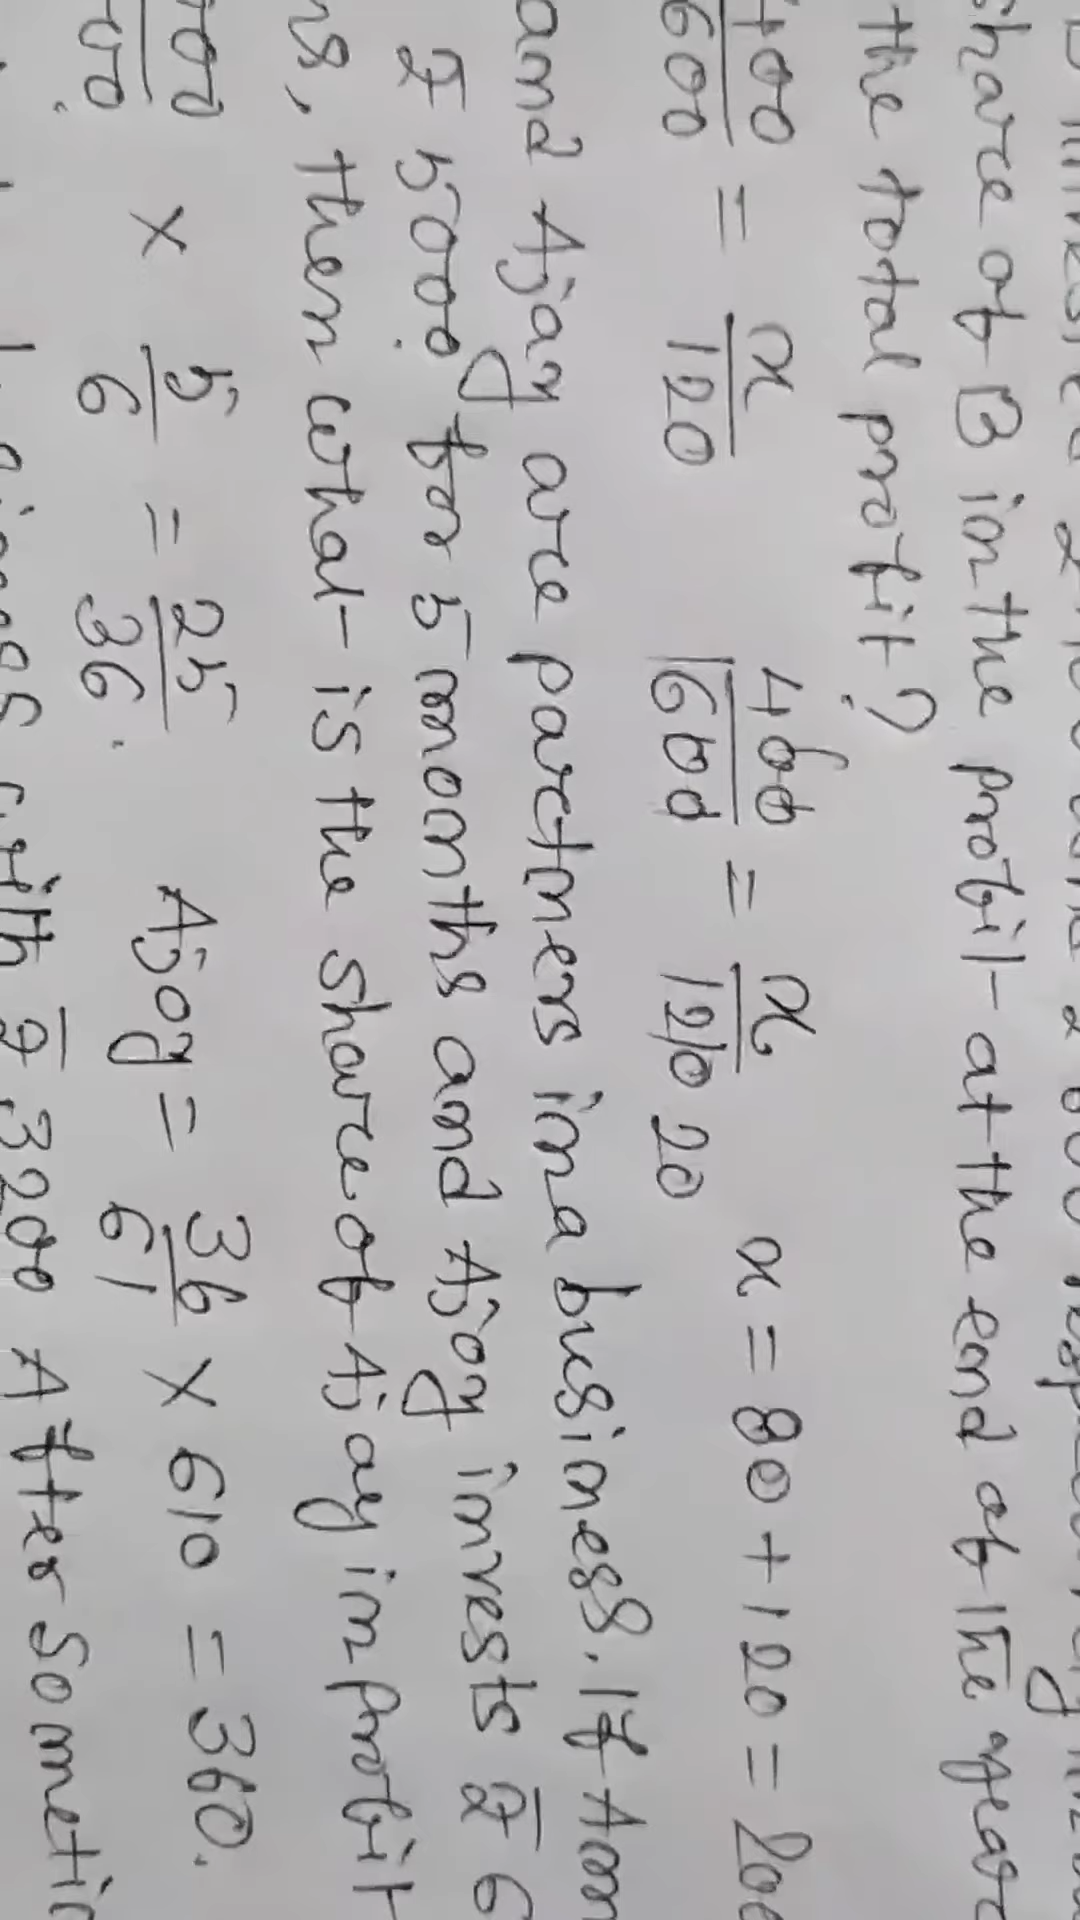 share of B in the profit at the end of the year
the total profit?
400/600 = x/120 400/600 = x/120 20 x = 80 + 120 = 200
and Ajay are partners in a business. If
₹ 5000 for 5 months and Ajay invests ₹ 6
then what is the share of Ajay in profit
× 5/6 = 25/36. Ajay = 36/61 × 610 = 360.
with ₹ 3200 After